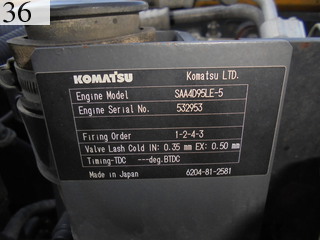 36
KOMATSU Komatsu LTD.
Engine Model SAA4D95LE-5
Engine Serial No. 532953
Firing Order 1-2-4-3
Valve Lash Cold IN: 0.35 mm EX: 0.50 mm
Timing-TDC ---deg.BTDC
Made in Japan 6204-81-2581